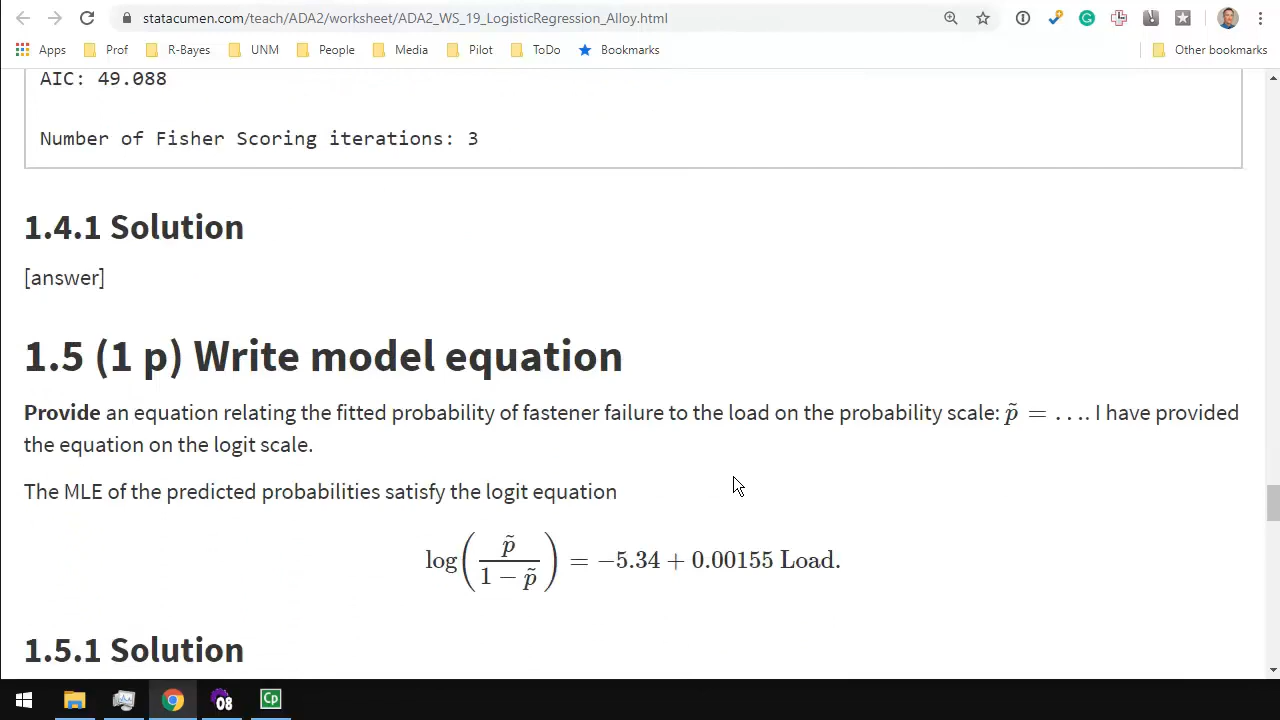 statacumen.com/teach/ADA2/worksheet/ADA2_WS_19_LogisticRegression_Alloy.html
Apps Prof R-Bayes UNM People Media Pilot ToDo Bookmarks Other bookmarks
AIC: 49.088
Number of Fisher Scoring iterations: 3
1.4.1 Solution
[answer]
1.5 (1 p) Write model equation
Provide an equation relating the fitted probability of fastener failure to the load on the probability scale: p̃ = …. I have provided
the equation on the logit scale.
The MLE of the predicted probabilities satisfy the logit equation
log(p̃ / 1 − p̃) = −5.34 + 0.00155 Load.
1.5.1 Solution
08 Cp